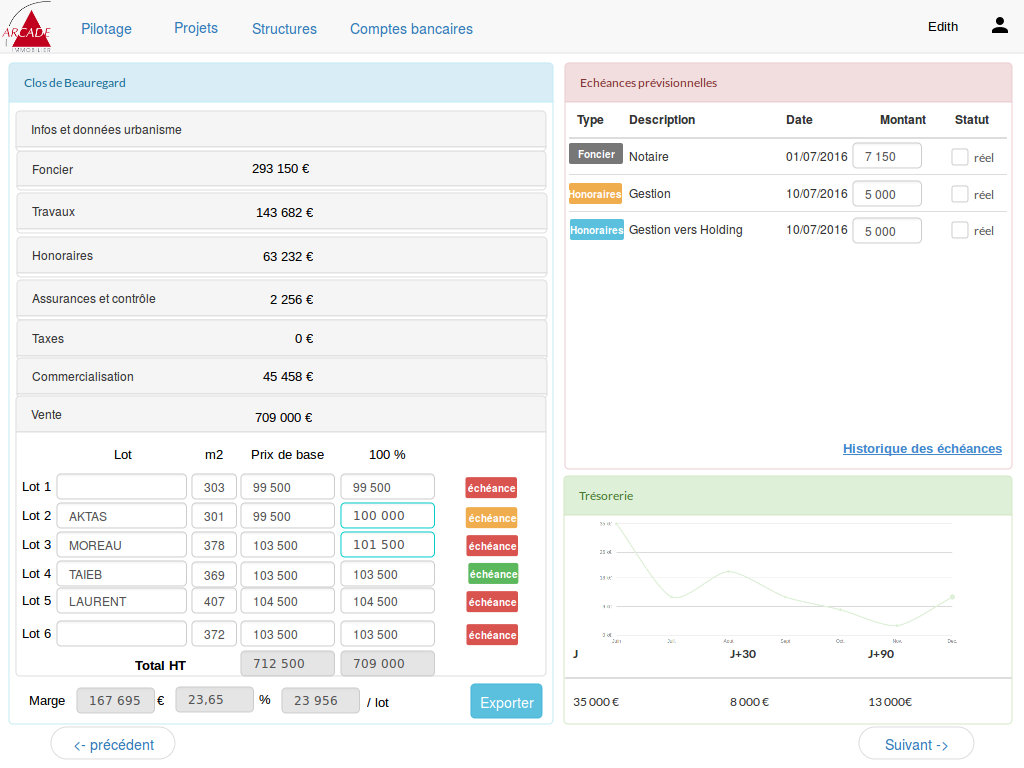 ARCADE
IMMOBILIER
Pilotage
Projets
Structures
Comptes bancaires
Edith
Clos de Beauregard
Infos et données urbanisme
Foncier 293 150 €
Travaux 143 682 €
Honoraires 63 232 €
Assurances et contrôle 2 256 €
Taxes 0 €
Commercialisation 45 458 €
Vente 709 000 €
Lot m2 Prix de base 100 %
Lot 1 303 99 500 99 500 échéance
Lot 2 AKTAS 301 99 500 100 000 échéance
Lot 3 MOREAU 378 103 500 101 500 échéance
Lot 4 TAIEB 369 103 500 103 500 échéance
Lot 5 LAURENT 407 104 500 104 500 échéance
Lot 6 372 103 500 103 500 échéance
Total HT 712 500 709 000
Marge 167 695 € 23,65 % 23 956 / lot
Exporter
Echéances prévisionnelles
Type Description Date Montant Statut
Foncier Notaire 01/07/2016 7 150 réel
Honoraires Gestion 10/07/2016 5 000 réel
Honoraires Gestion vers Holding 10/07/2016 5 000 réel
Historique des échéances
Trésorerie
Juin Juil. Aout Sept Oct. Nov. Dec.
J J+30 J+90
35 000 € 8 000 € 13 000€
<- précédent
Suivant ->